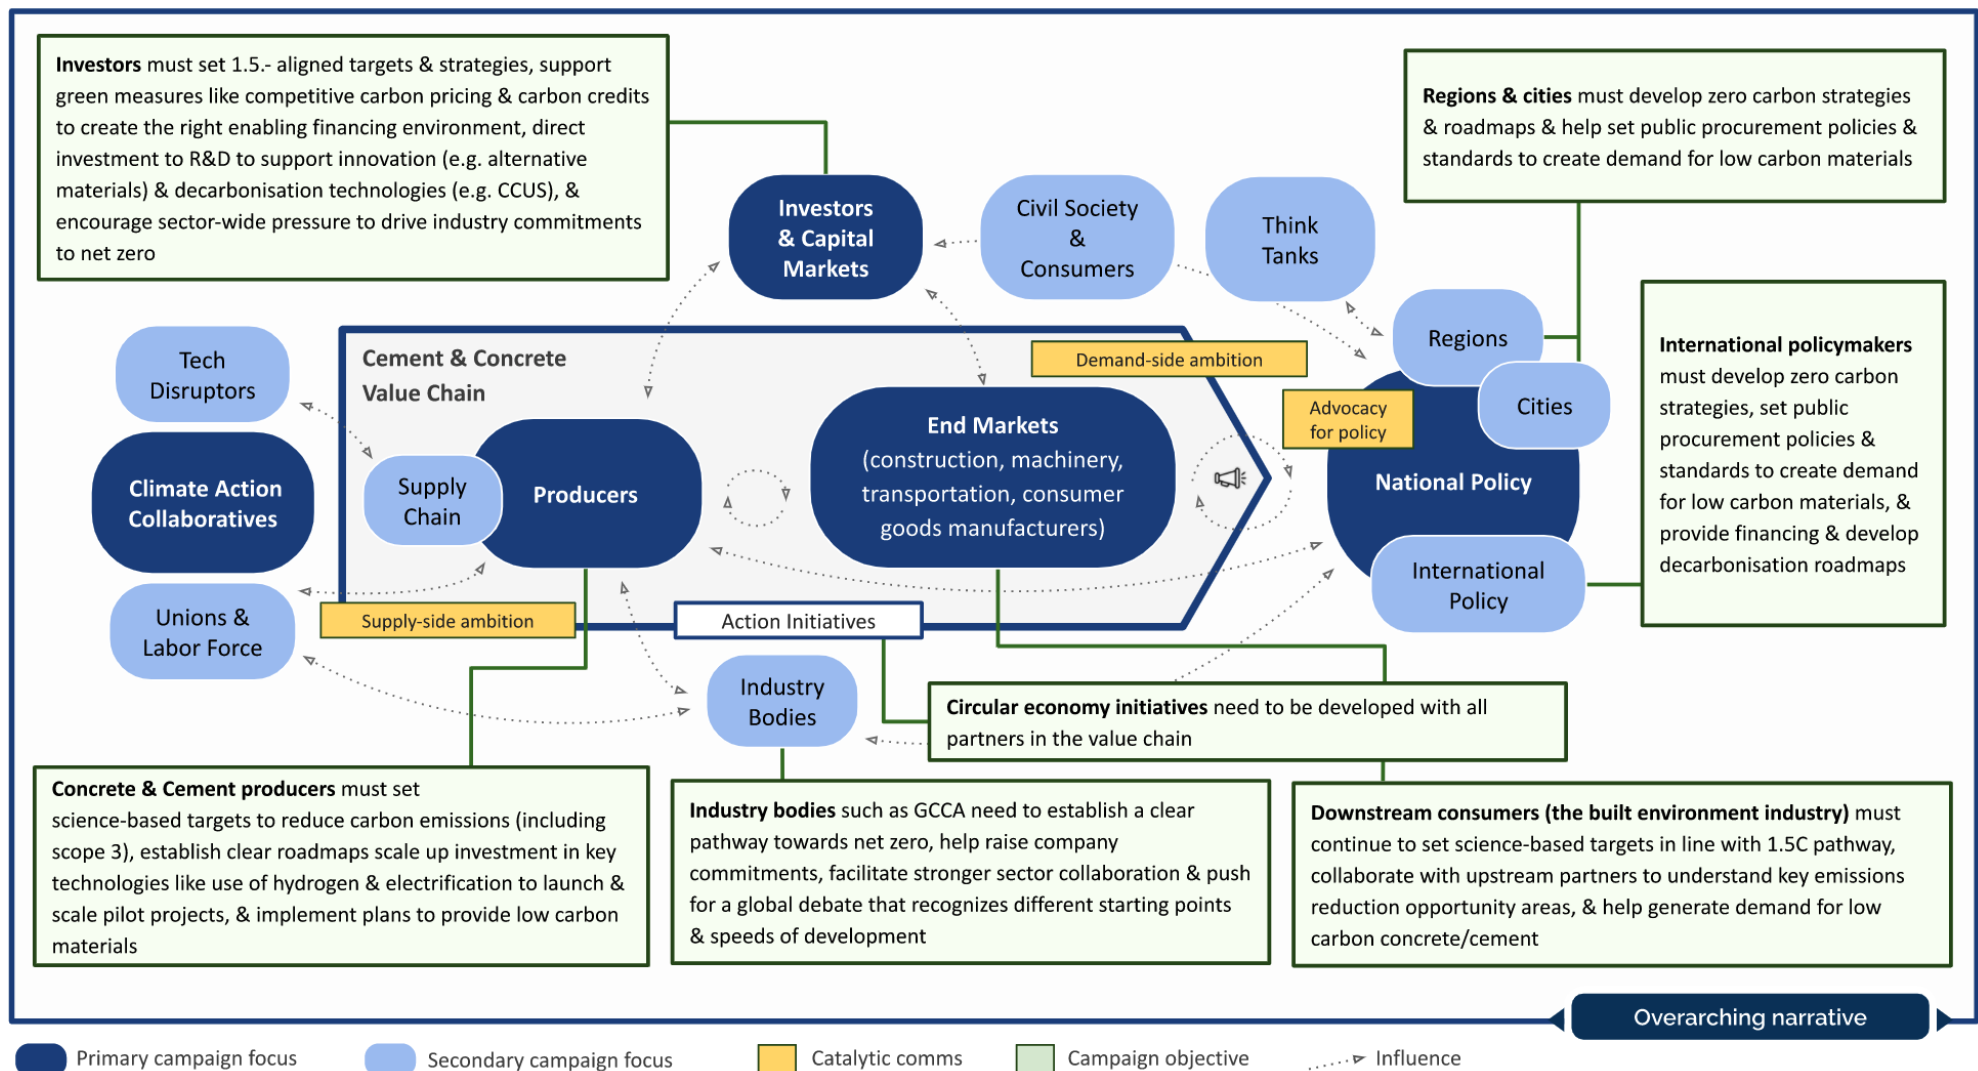 Investors must set 1.5.- aligned targets & strategies, support
green measures like competitive carbon pricing & carbon credits
to create the right enabling financing environment, direct
investment to R&D to support innovation (e.g. alternative
materials) & decarbonisation technologies (e.g. CCUS), &
encourage sector-wide pressure to drive industry commitments
to net zero
Regions & cities must develop zero carbon strategies
& roadmaps & help set public procurement policies &
standards to create demand for low carbon materials
Investors
& Capital
Markets
Civil Society
&
Consumers
Think
Tanks
Regions
Cities
National Policy
International
Policy
International policymakers
must develop zero carbon
strategies, set public
procurement policies &
standards to create demand
for low carbon materials, &
provide financing & develop
decarbonisation roadmaps
Tech
Disruptors
Climate Action
Collaboratives
Unions &
Labor Force
Cement & Concrete
Value Chain
Demand-side ambition
Advocacy
for policy
Supply
Chain
Producers
End Markets
(construction, machinery,
transportation, consumer
goods manufacturers)
Supply-side ambition
Action Initiatives
Industry
Bodies
Circular economy initiatives need to be developed with all
partners in the value chain
Concrete & Cement producers must set
science-based targets to reduce carbon emissions (including
scope 3), establish clear roadmaps scale up investment in key
technologies like use of hydrogen & electrification to launch &
scale pilot projects, & implement plans to provide low carbon
materials
Industry bodies such as GCCA need to establish a clear
pathway towards net zero, help raise company
commitments, facilitate stronger sector collaboration & push
for a global debate that recognizes different starting points
& speeds of development
Downstream consumers (the built environment industry) must
continue to set science-based targets in line with 1.5C pathway,
collaborate with upstream partners to understand key emissions
reduction opportunity areas, & help generate demand for low
carbon concrete/cement
Overarching narrative
Primary campaign focus
Secondary campaign focus
Catalytic comms
Campaign objective
Influence